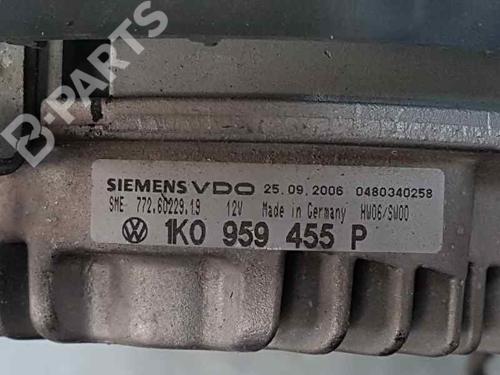 B-PARTS
SIEMENS VDO 25.09.2006 0480340258
SME 772.60229.19 12V Made in Germany HW06/SW00
1K0 959 455 P
B-PARTS